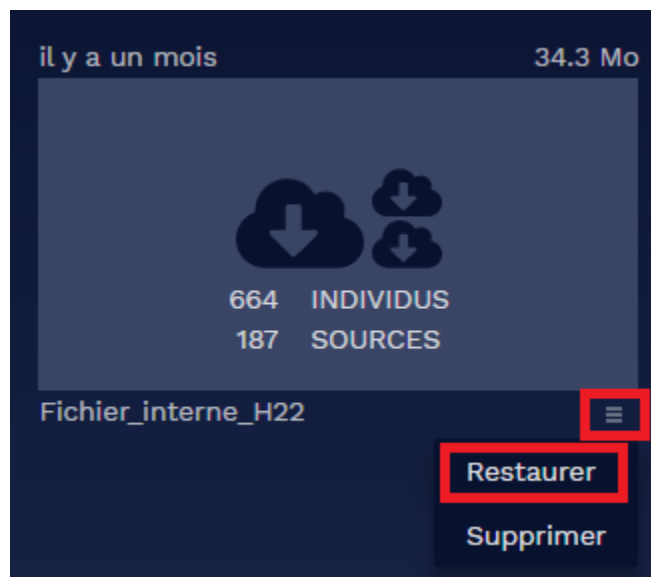 il y a un mois 34.3 Mo
664 INDIVIDUS
187 SOURCES
Fichier_interne_H22
Restaurer
Supprimer